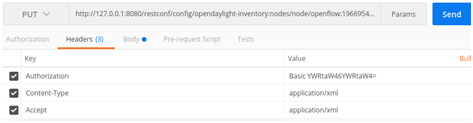 PUT http://127.0.0.1:8080/restconf/config/opendaylight-inventory:nodes/node/openflow:1966954... Params Send
Authorization Headers (3) Body Pre-request Script Tests
Key Value Bull
Authorization Basic YWRtaW46YWRtaW4=
Content-Type application/xml
Accept application/xml